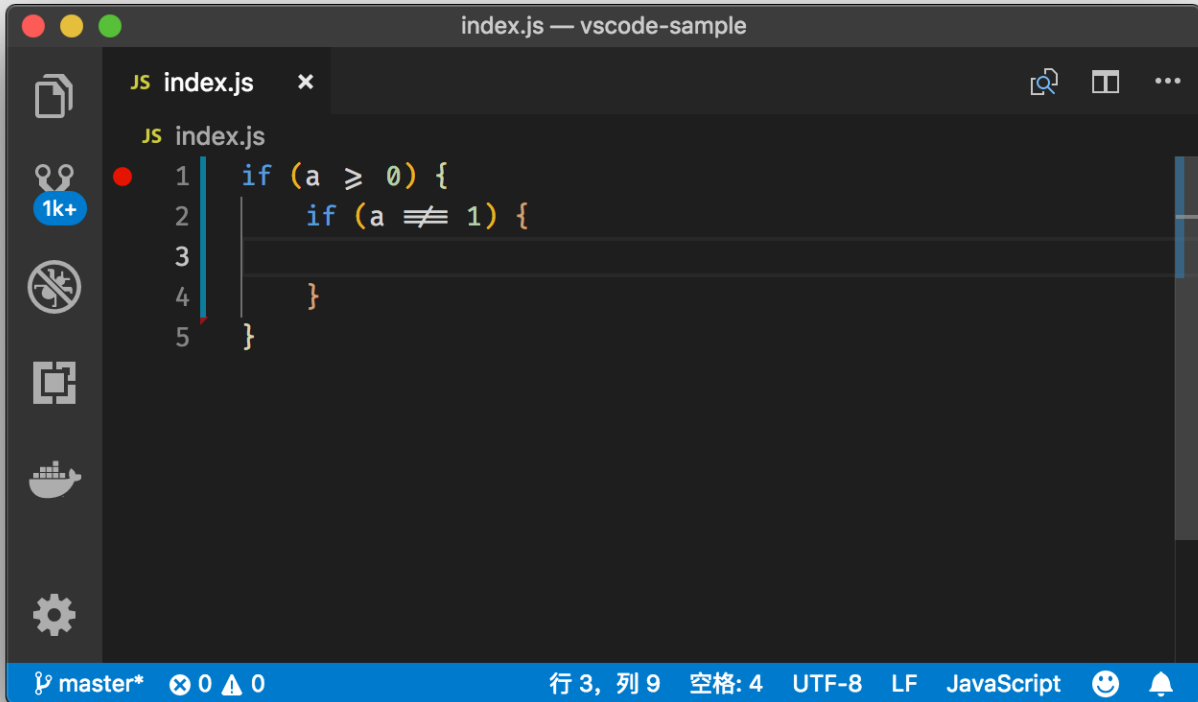 index.js — vscode-sample
JS index.js ×
JS index.js
1 if (a >= 0) {
2 if (a !== 1) {
3
4 }
5 }
1k+
master* 0 0 行 3，列 9 空格: 4 UTF-8 LF JavaScript